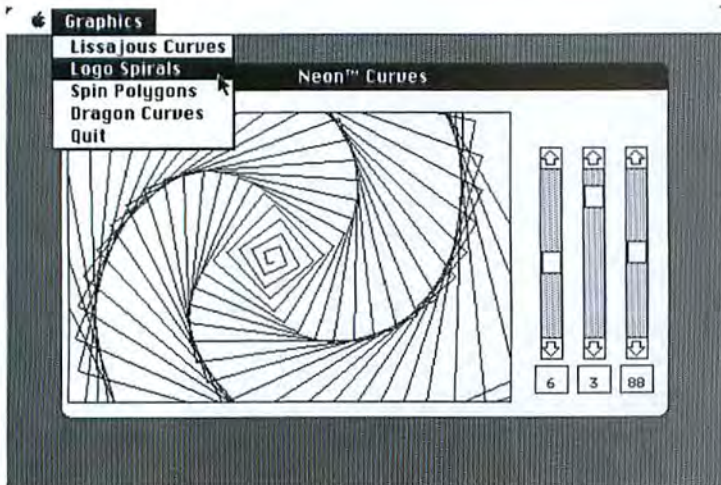 Graphics
Lissajous Curves
Logo Spirals
Spin Polygons
Dragon Curves
Quit
Neon™ Curves
6 3 88